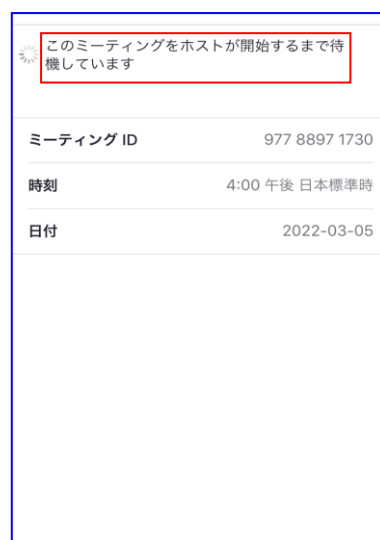 このミーティングをホストが開始するまで待
機しています
ミーティング ID 977 8897 1730
時刻 4:00 午後 日本標準時
日付 2022-03-05